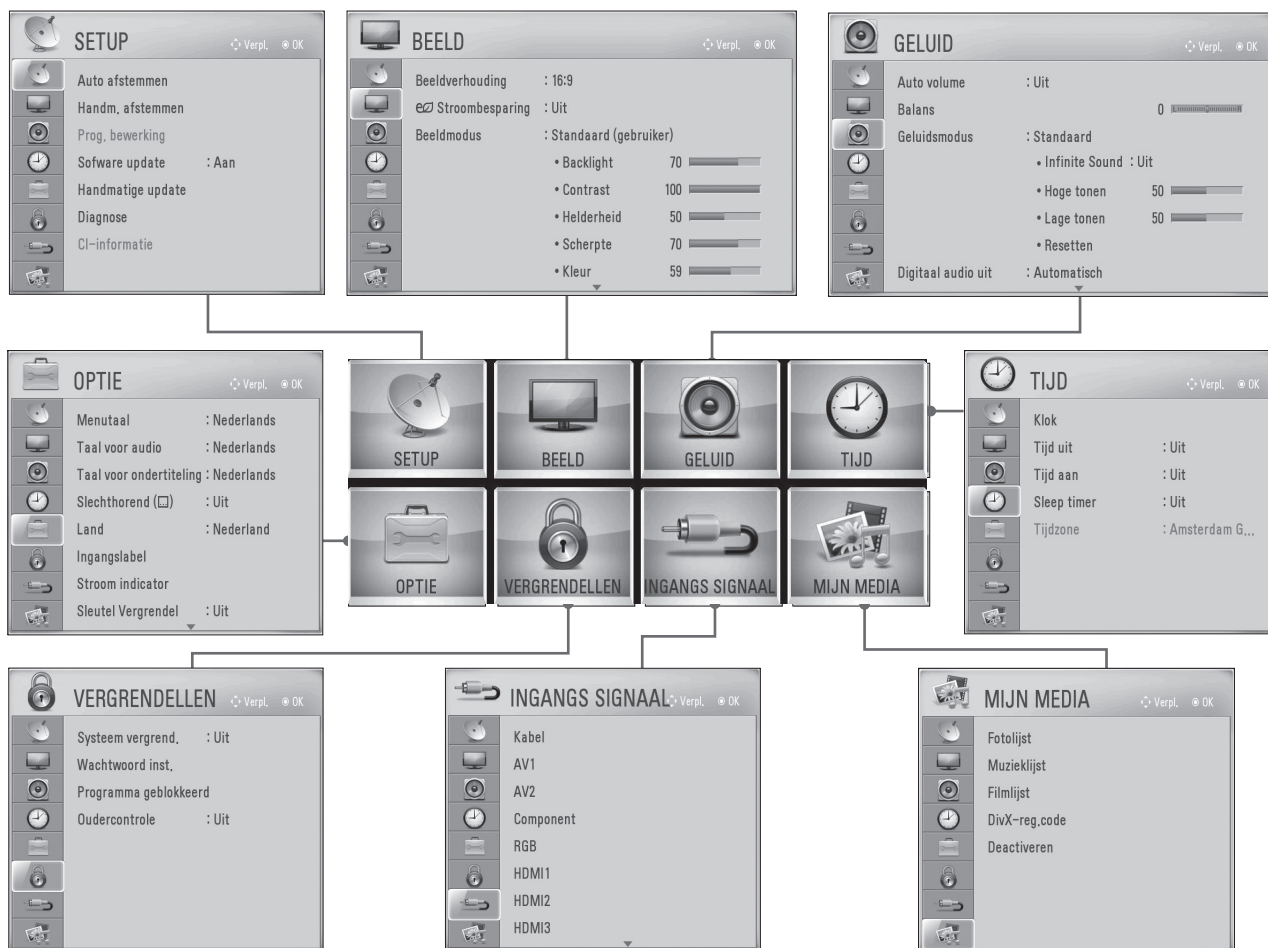 SETUP Verpl. OK
Auto afstemmen
Handm. afstemmen
Prog. bewerking
Sofware update : Aan
Handmatige update
Diagnose
CI-informatie
BEELD Verpl. OK
Beeldverhouding : 16:9
Stroombesparing : Uit
Beeldmodus : Standaard (gebruiker)
• Backlight 70
• Contrast 100
• Helderheid 50
• Scherpte 70
• Kleur 59
GELUID Verpl. OK
Auto volume : Uit
Balans 0
Geluidsmodus : Standaard
• Infinite Sound : Uit
• Hoge tonen 50
• Lage tonen 50
• Resetten
Digitaal audio uit : Automatisch
OPTIE Verpl. OK
Menutaal : Nederlands
Taal voor audio : Nederlands
Taal voor ondertiteling : Nederlands
Slechthorend ( ) : Uit
Land : Nederland
Ingangslabel
Stroom indicator
Sleutel Vergrendel : Uit
SETUP BEELD GELUID TIJD
OPTIE VERGRENDELLEN INGANGS SIGNAAL MIJN MEDIA
TIJD Verpl. OK
Klok
Tijd uit : Uit
Tijd aan : Uit
Sleep timer : Uit
Tijdzone : Amsterdam G...
VERGRENDELLEN Verpl. OK
Systeem vergrend. : Uit
Wachtwoord inst.
Programma geblokkeerd
Oudercontrole : Uit
INGANGS SIGNAAL Verpl. OK
Kabel
AV1
AV2
Component
RGB
HDMI1
HDMI2
HDMI3
MIJN MEDIA Verpl. OK
Fotolijst
Muzieklijst
Filmlijst
DivX-reg.code
Deactiveren